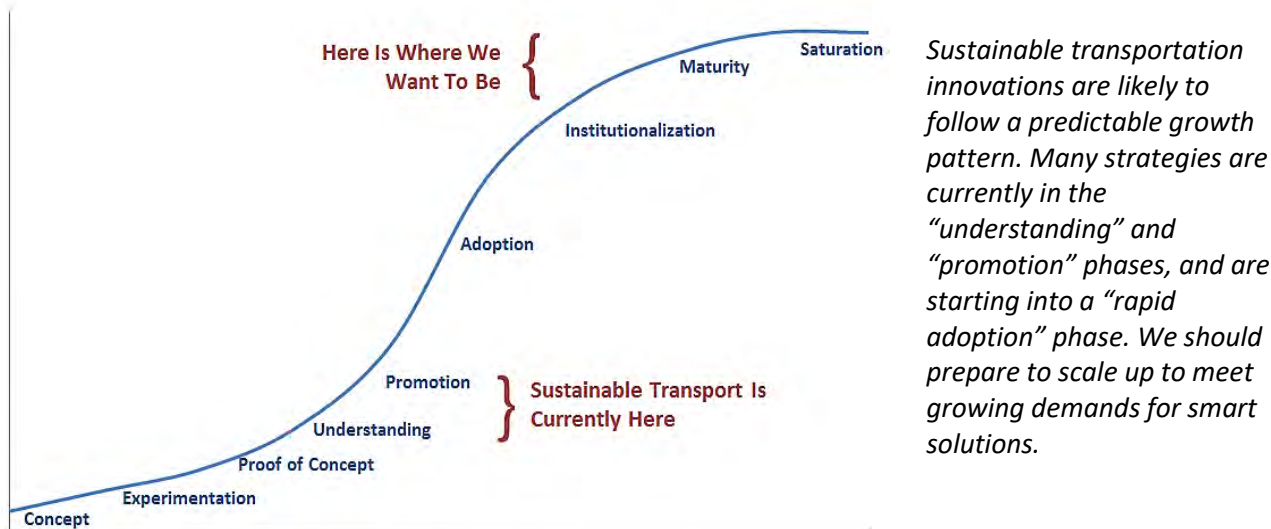 Here Is Where We
Want To Be
Saturation
Maturity
Institutionalization
Adoption
Promotion
Sustainable Transport Is
Currently Here
Understanding
Proof of Concept
Experimentation
Concept
Sustainable transportation
innovations are likely to
follow a predictable growth
pattern. Many strategies are
currently in the
“understanding” and
“promotion” phases, and are
starting into a “rapid
adoption” phase. We should
prepare to scale up to meet
growing demands for smart
solutions.